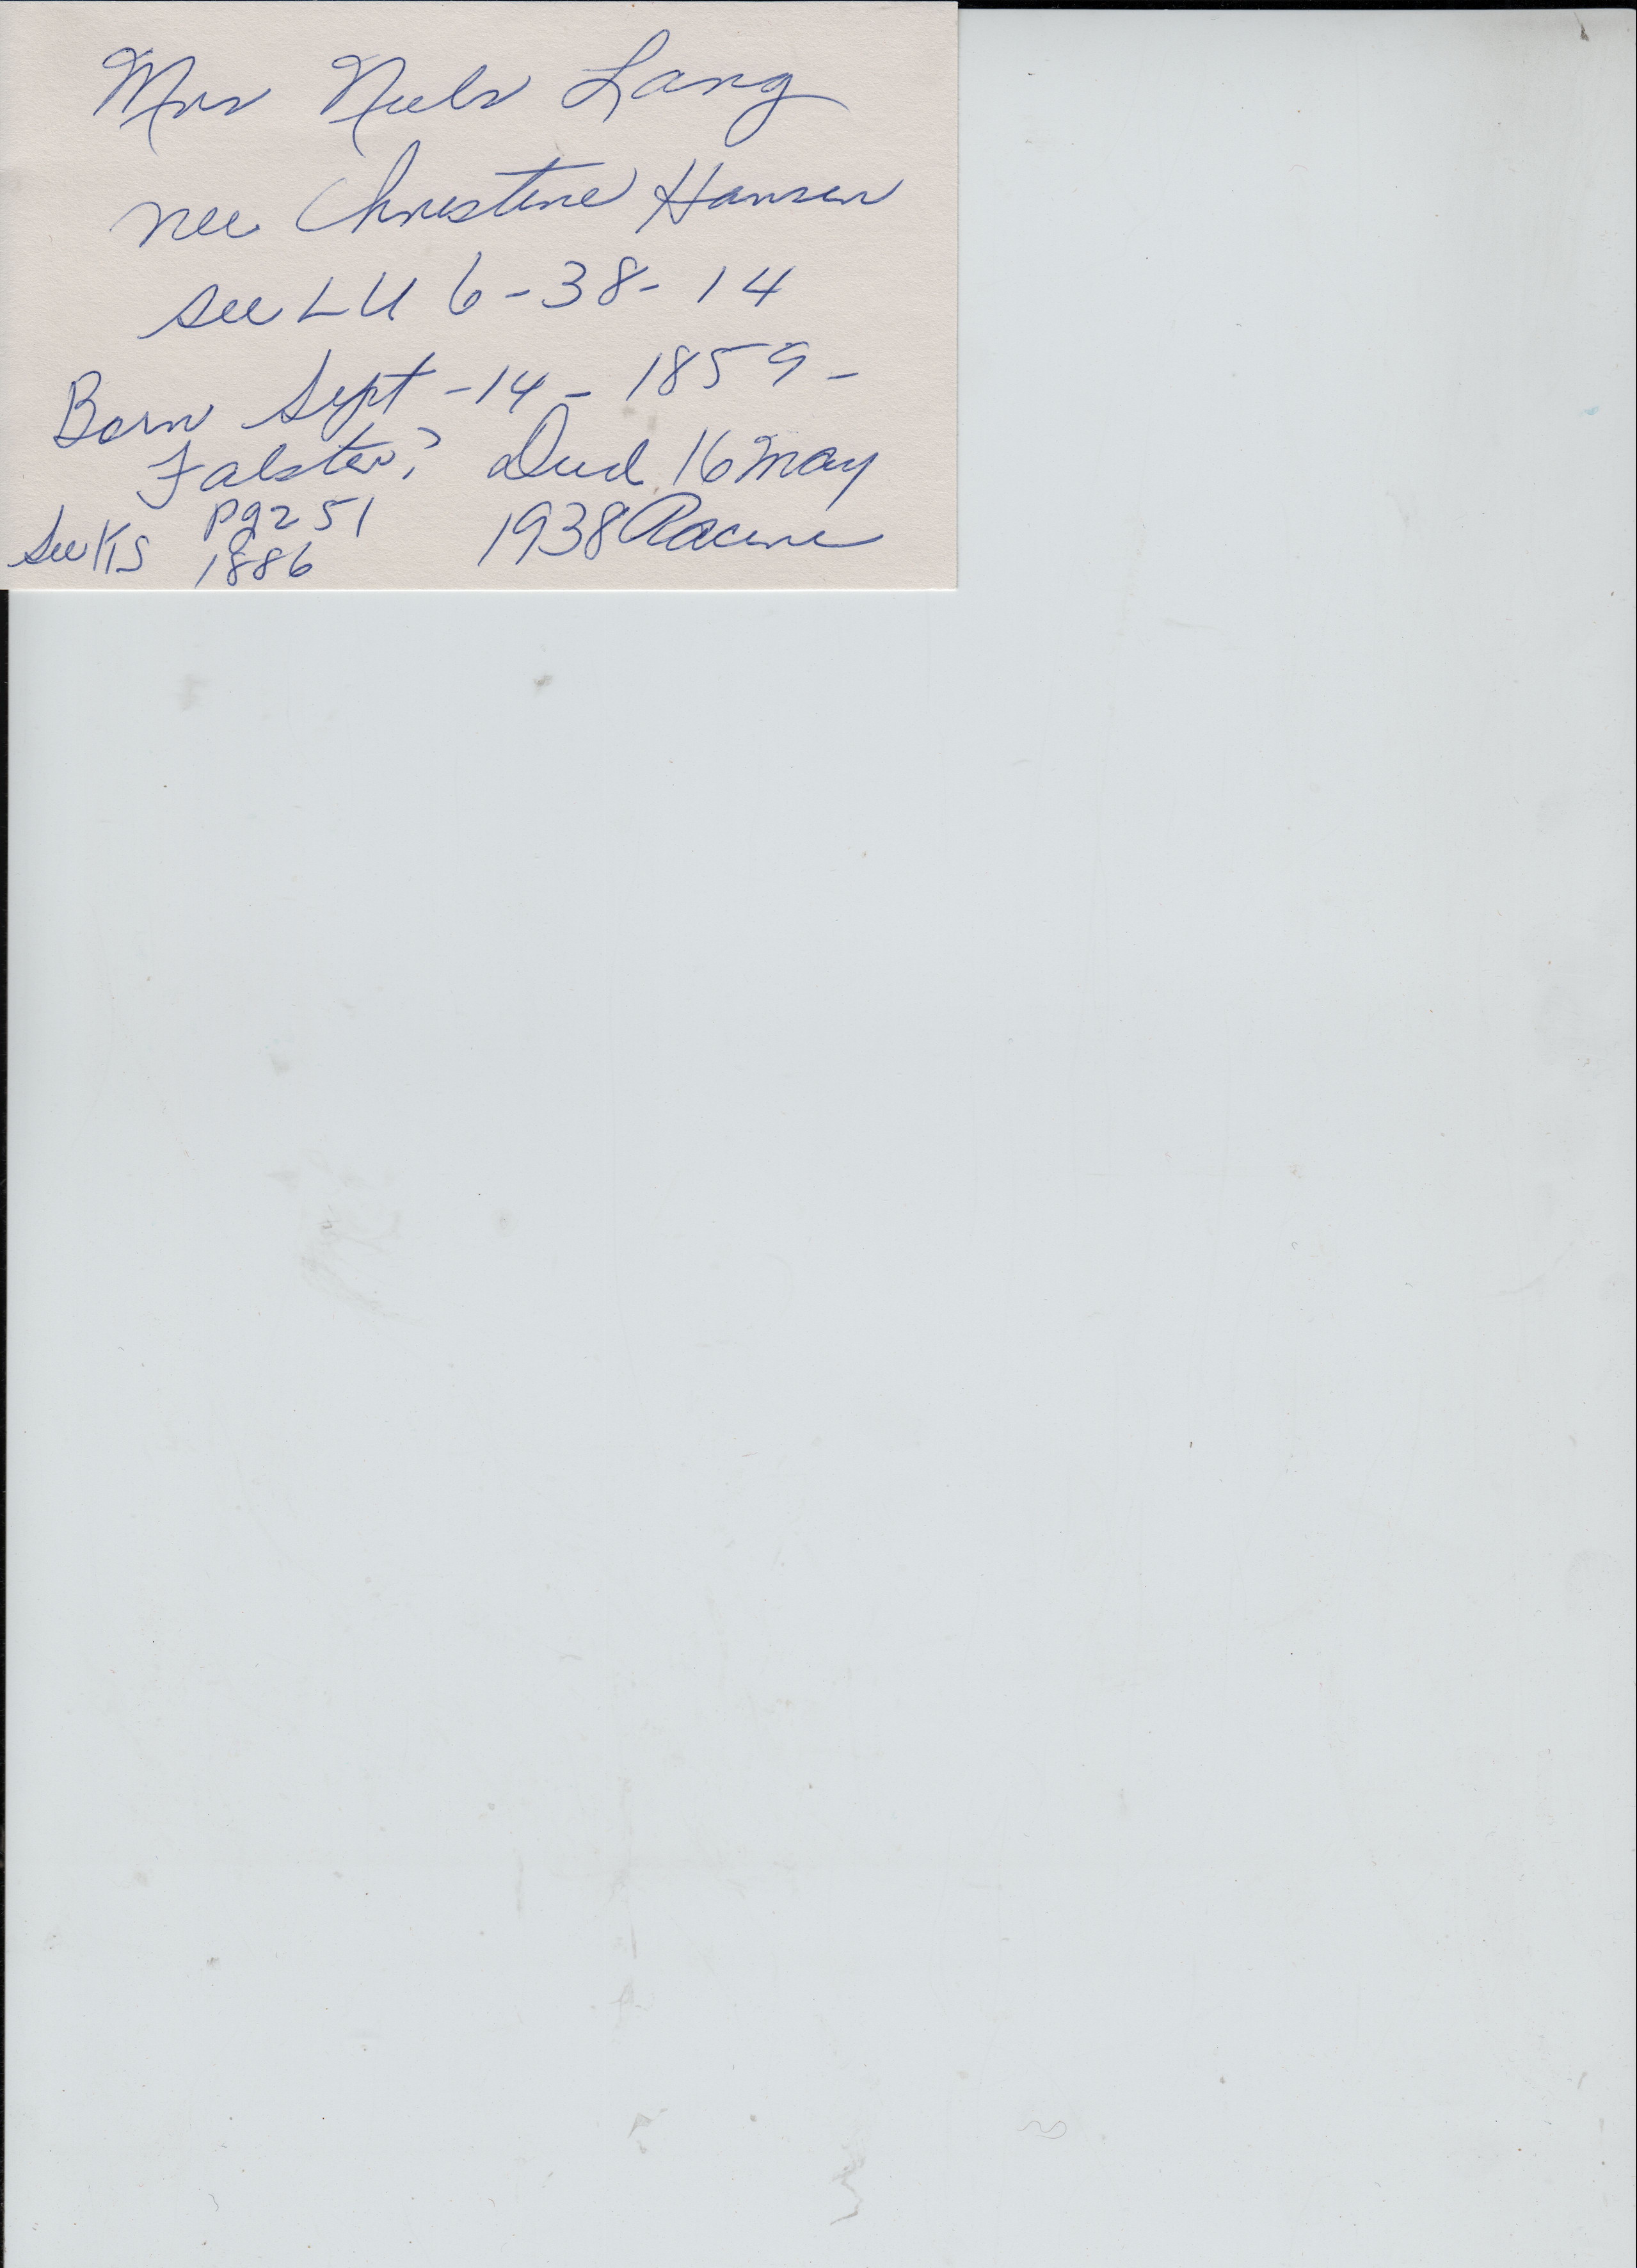 Mrs Niels Lang
nee Christine Hansen
see LU 6-38-14
Born Sept-14-1859-
Falster? Died 16 May
See KS pg 251 1938 Racine
1886